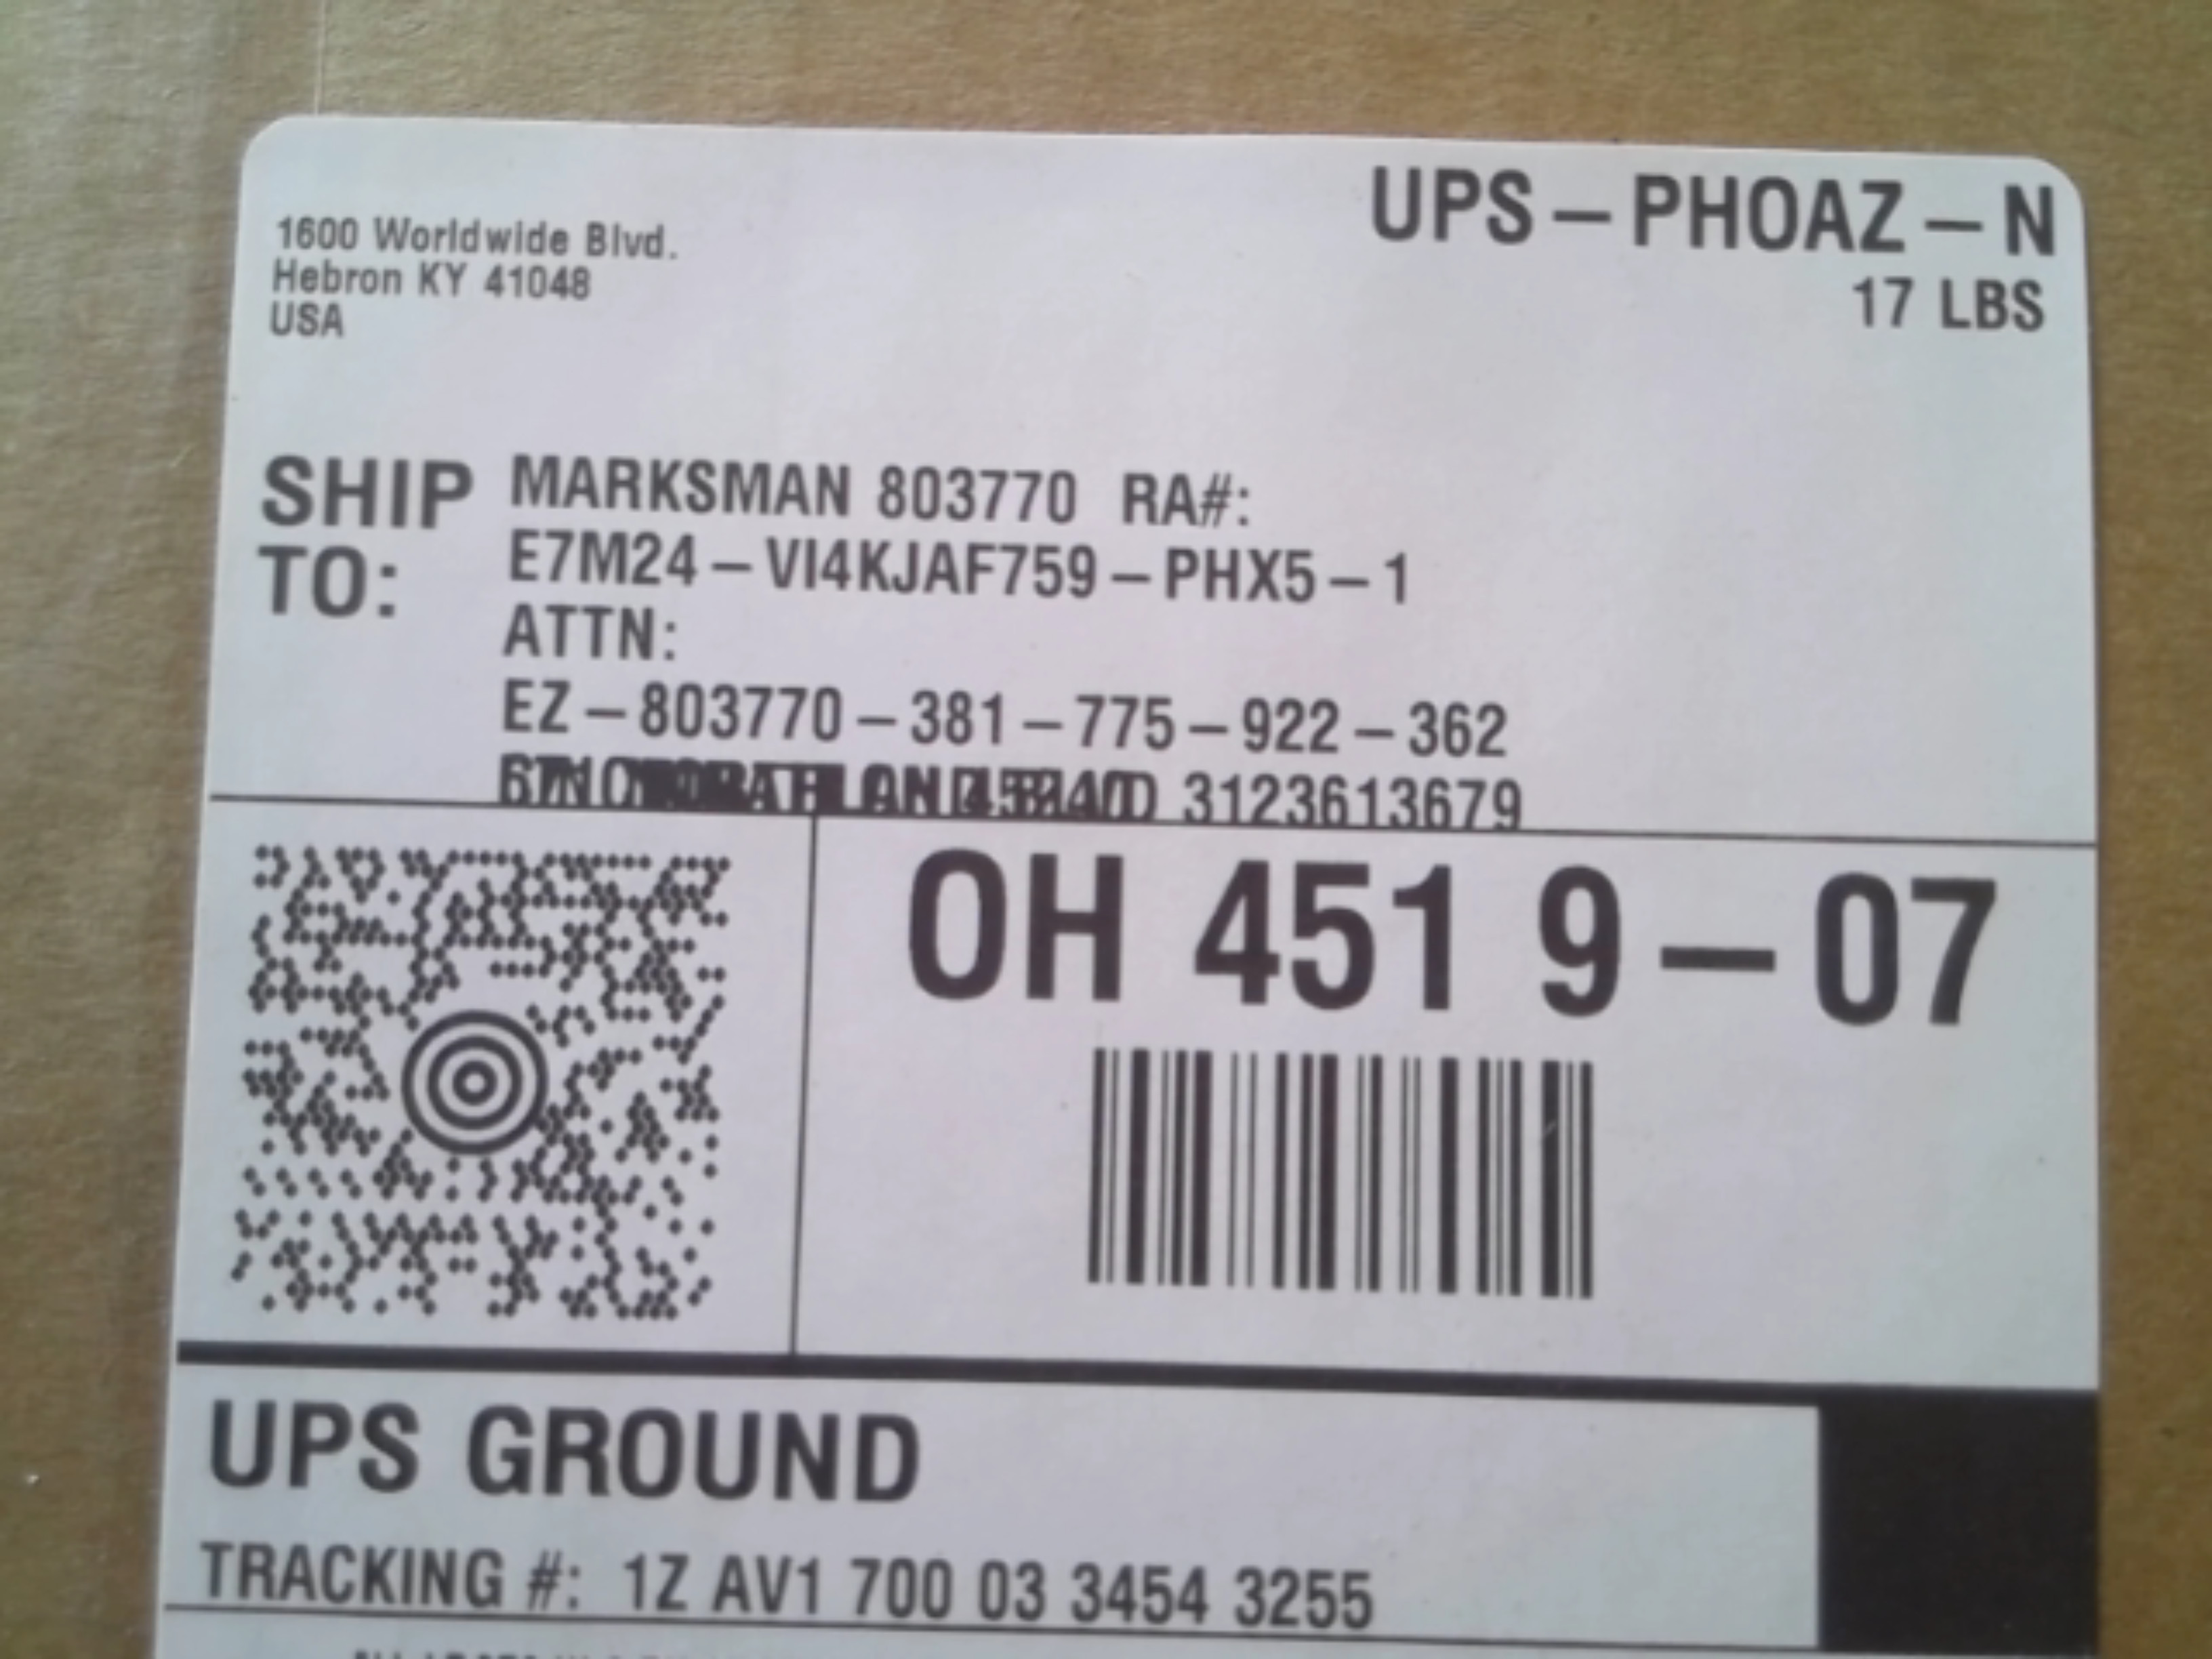 1600 Worldwide Blvd.
Hebron KY 41048
USA
UPS – PHOAZ – N
17 LBS
SHIP TO:
MARKSMAN 803770 RA#:
E7M24 – VI4KJAF759 – PHX5 – 1
ATTN:
EZ – 803770 – 381 – 775 – 922 – 362
3123613679
OH 451 9 – 07
UPS GROUND
TRACKING #: 1Z AV1 700 03 3454 3255